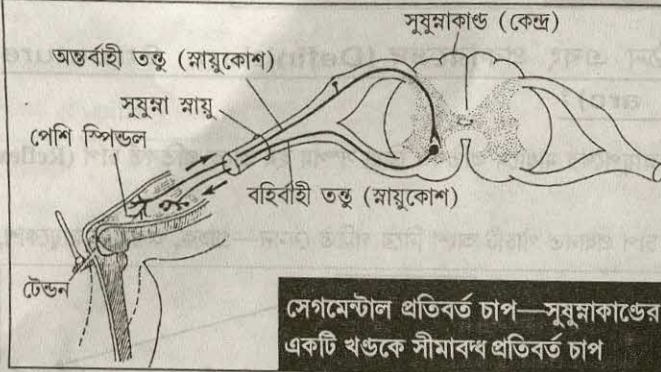 সুষুম্নাকাণ্ড (কেন্দ্র)
অন্তর্বাহী তন্তু (স্নায়ুকোশ)
সুষুম্না স্নায়ু
পেশি স্পিন্ডল
বহির্বাহী তন্তু (স্নায়ুকোশ)
টেন্ডন
সেগমেন্টাল প্রতিবর্ত চাপ—সুষুম্নাকাণ্ডের
একটি খণ্ডকে সীমাবদ্ধ প্রতিবর্ত চাপ